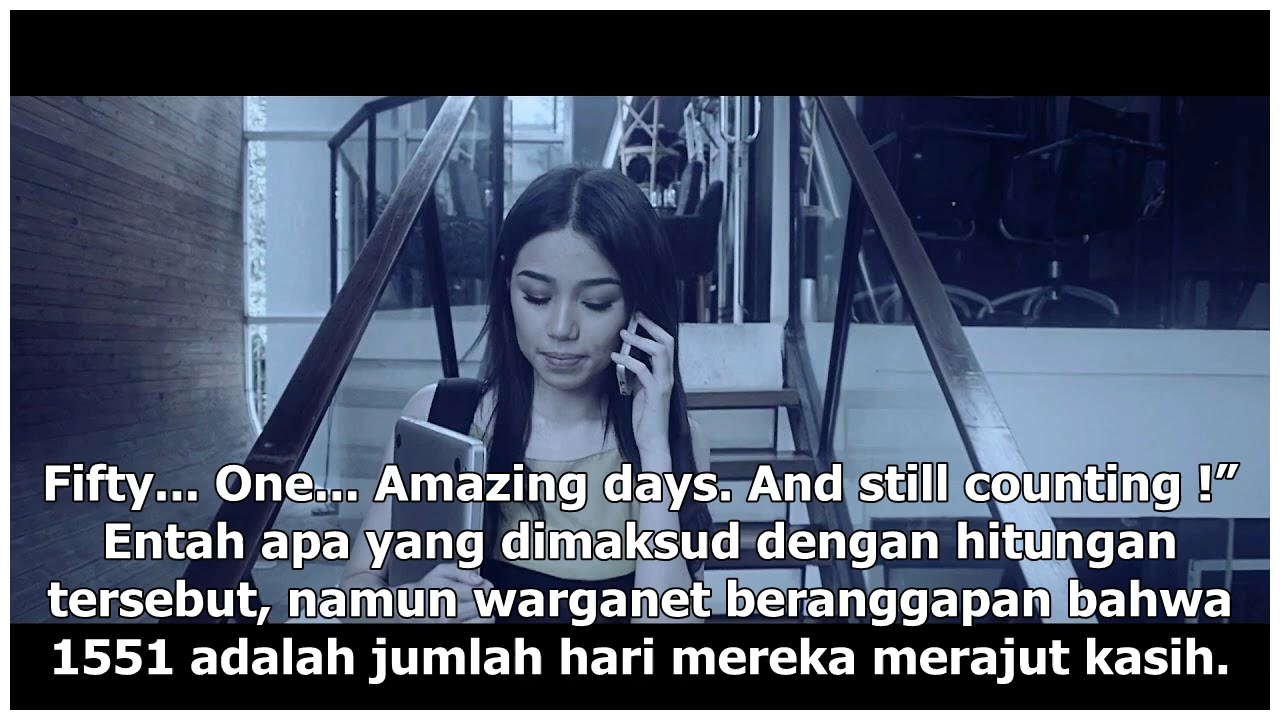 Fifty... One... Amazing days. And still counting !”
Entah apa yang dimaksud dengan hitungan
tersebut, namun warganet beranggapan bahwa
1551 adalah jumlah hari mereka merajut kasih.